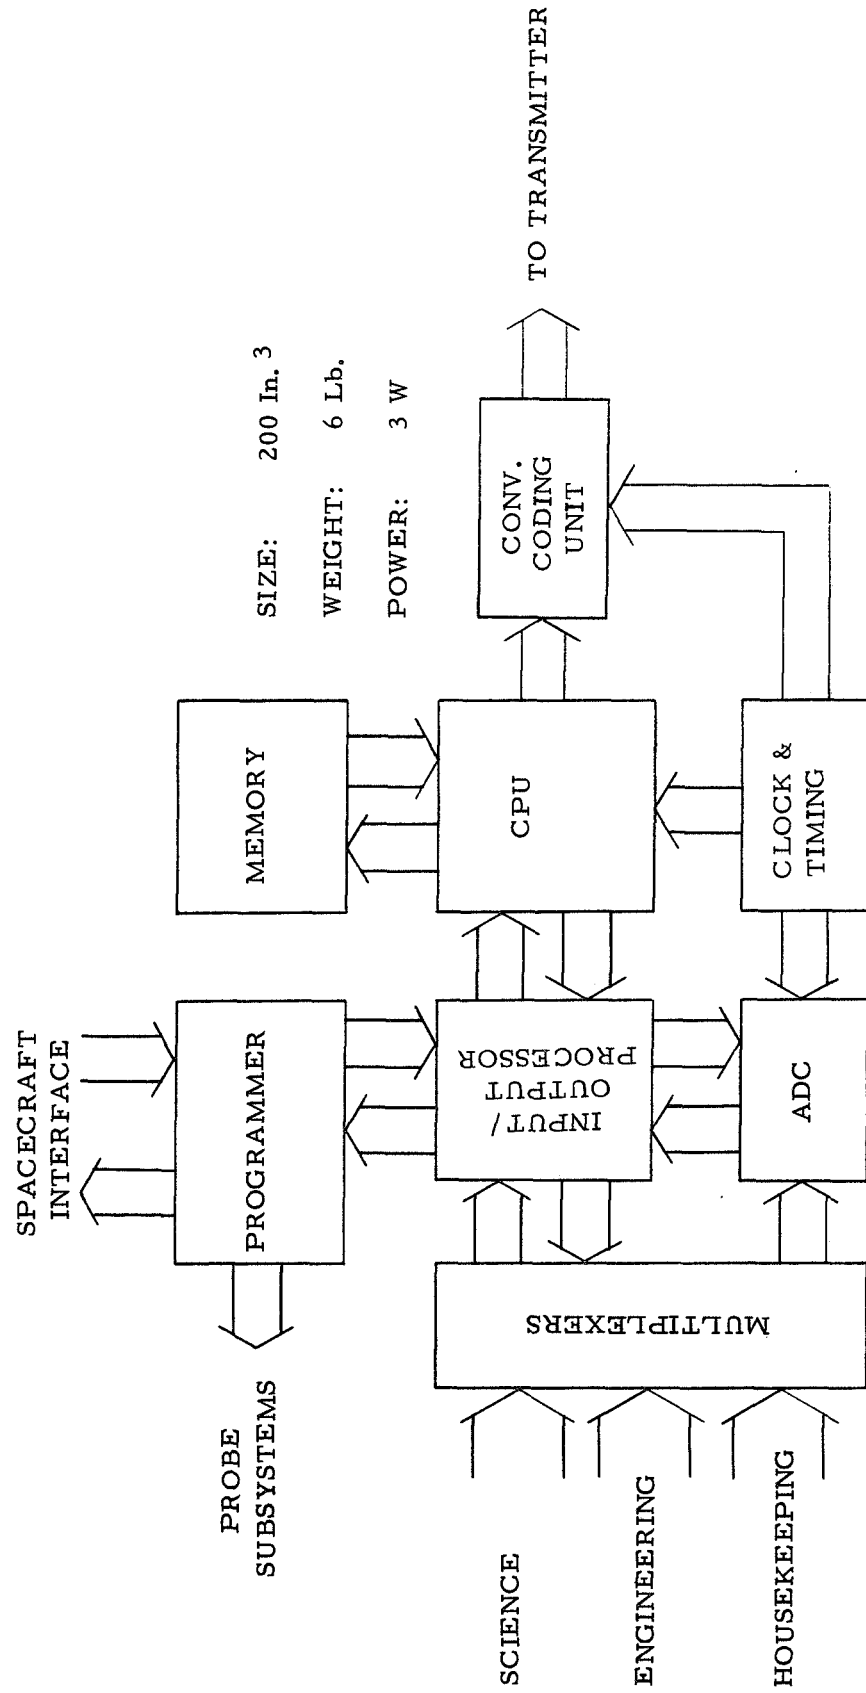 SPACECRAFT
INTERFACE
PROBE
SUBSYSTEMS
PROGRAMMER
MEMORY
SIZE: 200 In. 3
WEIGHT: 6 Lb.
POWER: 3 W
SCIENCE
ENGINEERING
HOUSEKEEPING
MULTIPLEXERS
INPUT/
OUTPUT
PROCESSOR
CPU
CONV.
CODING
UNIT
TO TRANSMITTER
ADC
CLOCK &
TIMING